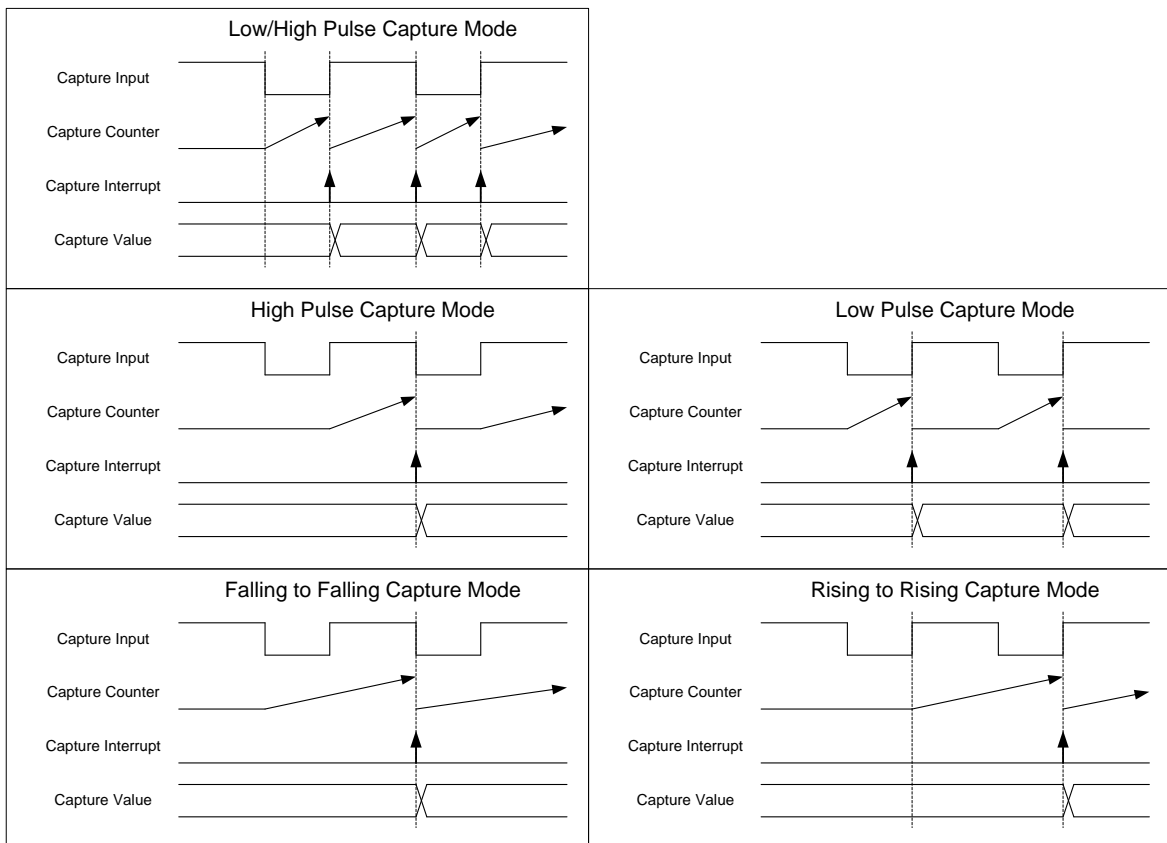 Low/High Pulse Capture Mode
Capture Input
Capture Counter
Capture Interrupt
Capture Value
High Pulse Capture Mode
Capture Input
Capture Counter
Capture Interrupt
Capture Value
Low Pulse Capture Mode
Capture Input
Capture Counter
Capture Interrupt
Capture Value
Falling to Falling Capture Mode
Capture Input
Capture Counter
Capture Interrupt
Capture Value
Rising to Rising Capture Mode
Capture Input
Capture Counter
Capture Interrupt
Capture Value